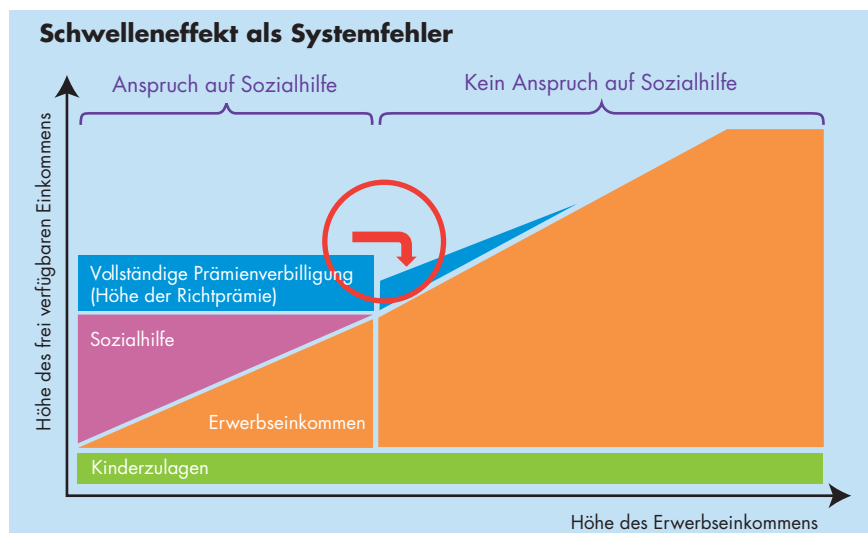 Schwelleneffekt als Systemfehler
Anspruch auf Sozialhilfe
Kein Anspruch auf Sozialhilfe
Höhe des frei verfügbaren Einkommens
Vollständige Prämienverbilligung
(Höhe der Richtprämie)
Sozialhilfe
Erwerbseinkommen
Kinderzulagen
Höhe des Erwerbseinkommens